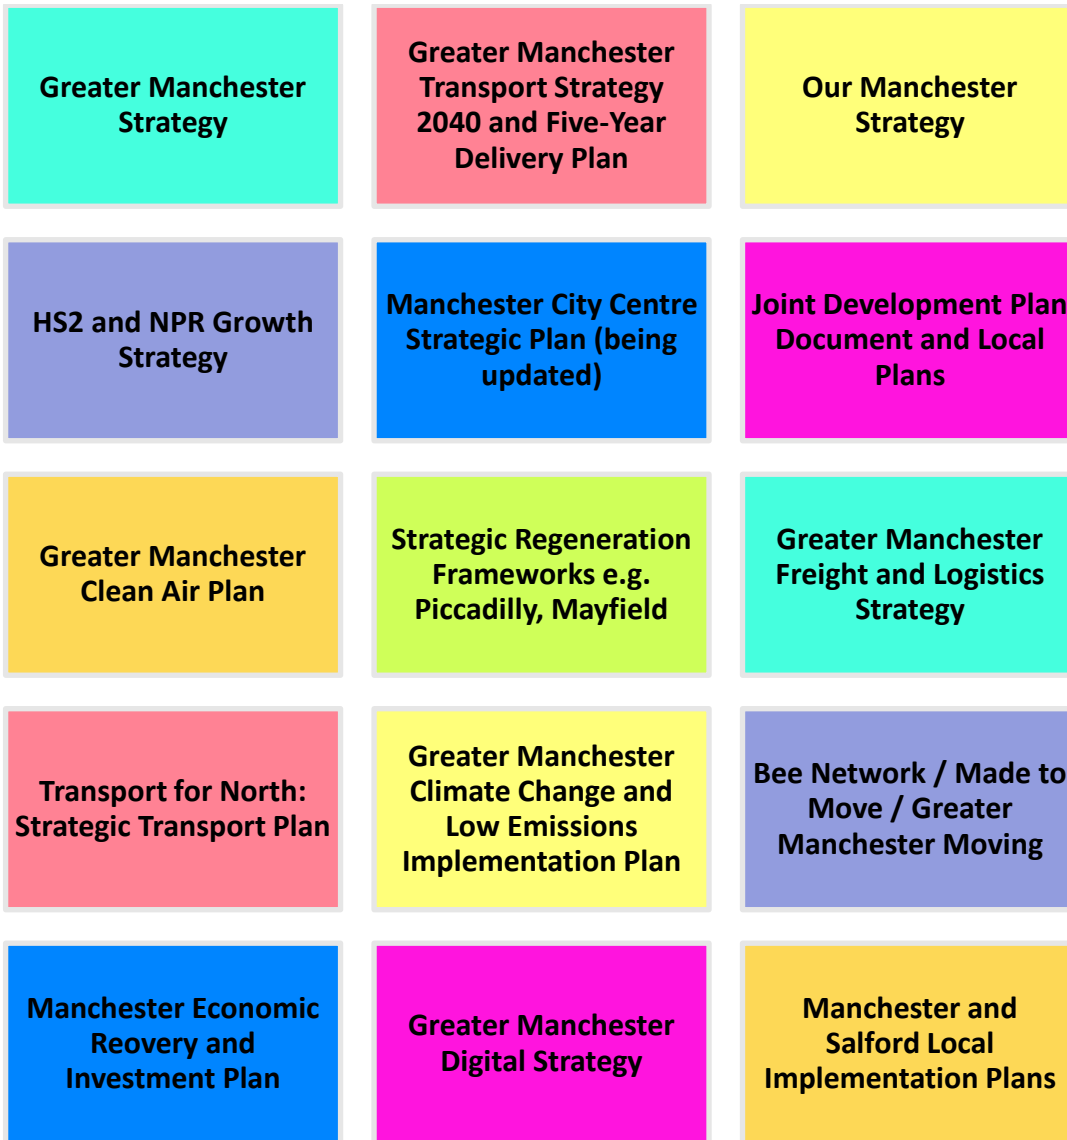 Greater Manchester
Strategy
Greater Manchester
Transport Strategy
2040 and Five-Year
Delivery Plan
Our Manchester
Strategy
HS2 and NPR Growth
Strategy
Manchester City Centre
Strategic Plan (being
updated)
Joint Development Plan
Document and Local
Plans
Greater Manchester
Clean Air Plan
Strategic Regeneration
Frameworks e.g.
Piccadilly, Mayfield
Greater Manchester
Freight and Logistics
Strategy
Transport for North:
Strategic Transport Plan
Greater Manchester
Climate Change and
Low Emissions
Implementation Plan
Bee Network / Made to
Move / Greater
Manchester Moving
Manchester Economic
Reovery and
Investment Plan
Greater Manchester
Digital Strategy
Manchester and
Salford Local
Implementation Plans